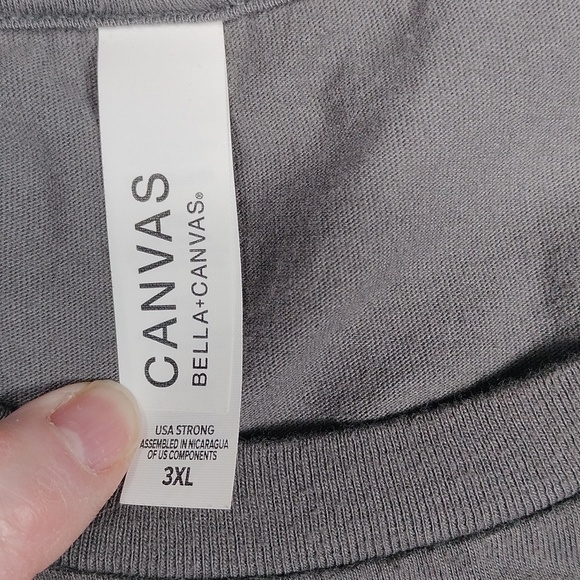 CANVAS
BELLA+CANVAS®
USA STRONG
ASSEMBLED IN NICARAGUA
OF US COMPONENTS
3XL